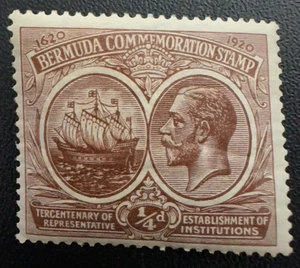 1620 1920
BERMUDA COMMEMORATION STAMP
TERCENTENARY OF ESTABLISHMENT OF
REPRESENTATIVE INSTITUTIONS
1/4d